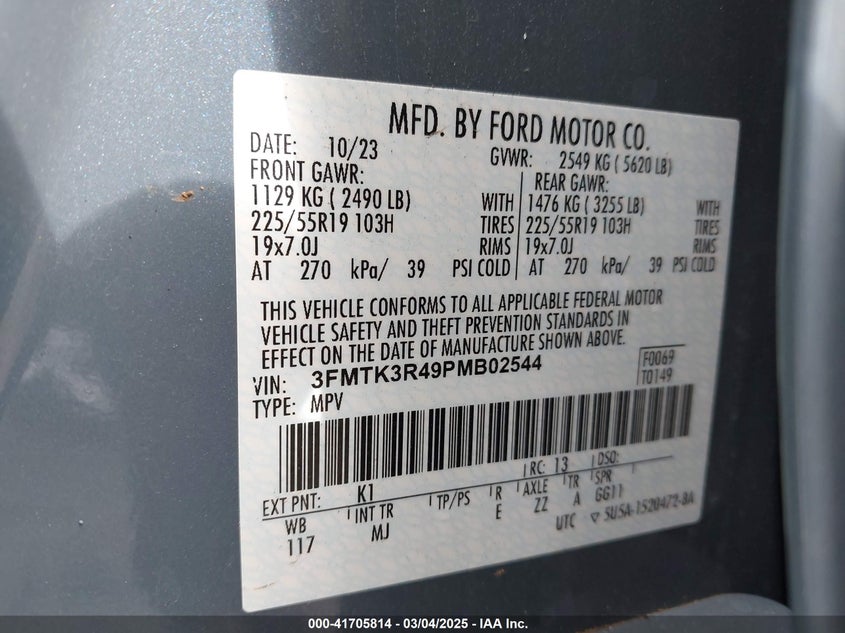 MFD. BY FORD MOTOR CO.
DATE: 10/23 GVWR: 2549 KG ( 5620 LB)
FRONT GAWR: REAR GAWR:
1129 KG ( 2490 LB) WITH 1476 KG ( 3255 LB) WITH
225/55R19 103H TIRES 225/55R19 103H TIRES
19x7.0J RIMS 19x7.0J RIMS
AT 270 kPa/ 39 PSI COLD AT 270 kPa/ 39 PSI COLD
THIS VEHICLE CONFORMS TO ALL APPLICABLE FEDERAL MOTOR
VEHICLE SAFETY AND THEFT PREVENTION STANDARDS IN
EFFECT ON THE DATE OF MANUFACTURE SHOWN ABOVE.
VIN: 3FMTK3R49PMB02544 F0069
TYPE: MPV T0149
EXT PNT: K1 RC: 13 DSO:
WB INT TR TP/PS R AXLE TR SPR
117 MJ E ZZ A GG11
UTC ▽ 5U5A-1520472-BA
000-41705814 - 03/04/2025 - IAA Inc.